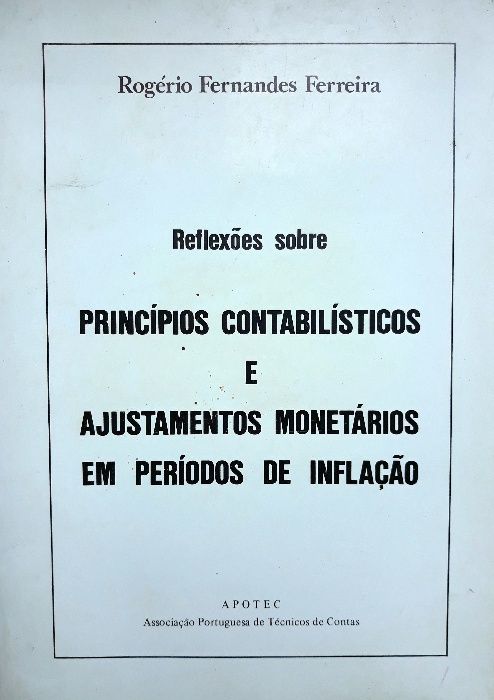 Rogério Fernandes Ferreira
Reflexões sobre
PRINCÍPIOS CONTABILÍSTICOS
E
AJUSTAMENTOS MONETÁRIOS
EM PERÍODOS DE INFLAÇÃO
APOTEC
Associação Portuguesa de Técnicos de Contas